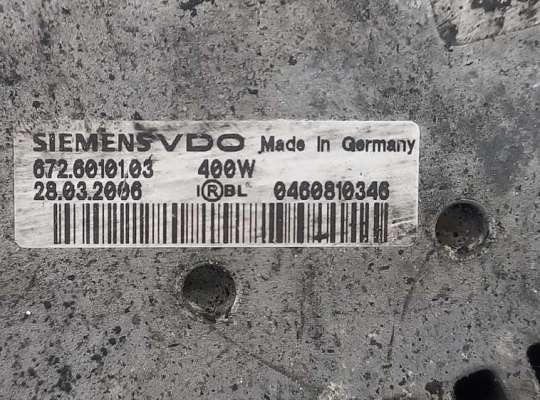 SIEMENS VDO Made in Germany
672.60101.03 400W
28.03.2006 I®BL 0460810346